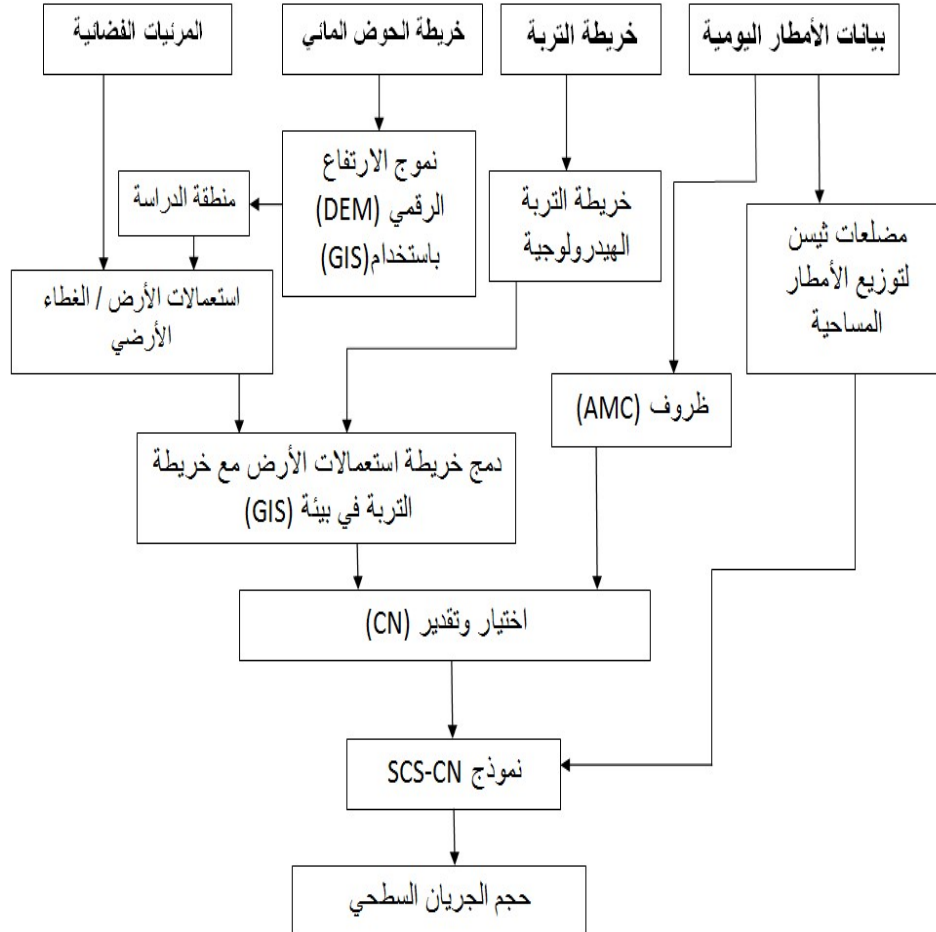 بيانات الأمطار اليومية
خريطة التربة
خريطة الحوض المائي
المرئيات الفضائية
نموج الارتفاع
الرقمي (DEM)
باستخدام(GIS)
منطقة الدراسة
خريطة التربة
الهيدرولوجية
مضلعات ثيسن
لتوزيع الأمطار
المساحية
استعمالات الأرض / الغطاء
الأرضي
ظروف (AMC)
دمج خريطة استعمالات الأرض مع خريطة
التربة في بيئة (GIS)
اختيار وتقدير (CN)
نموذج SCS-CN
حجم الجريان السطحي